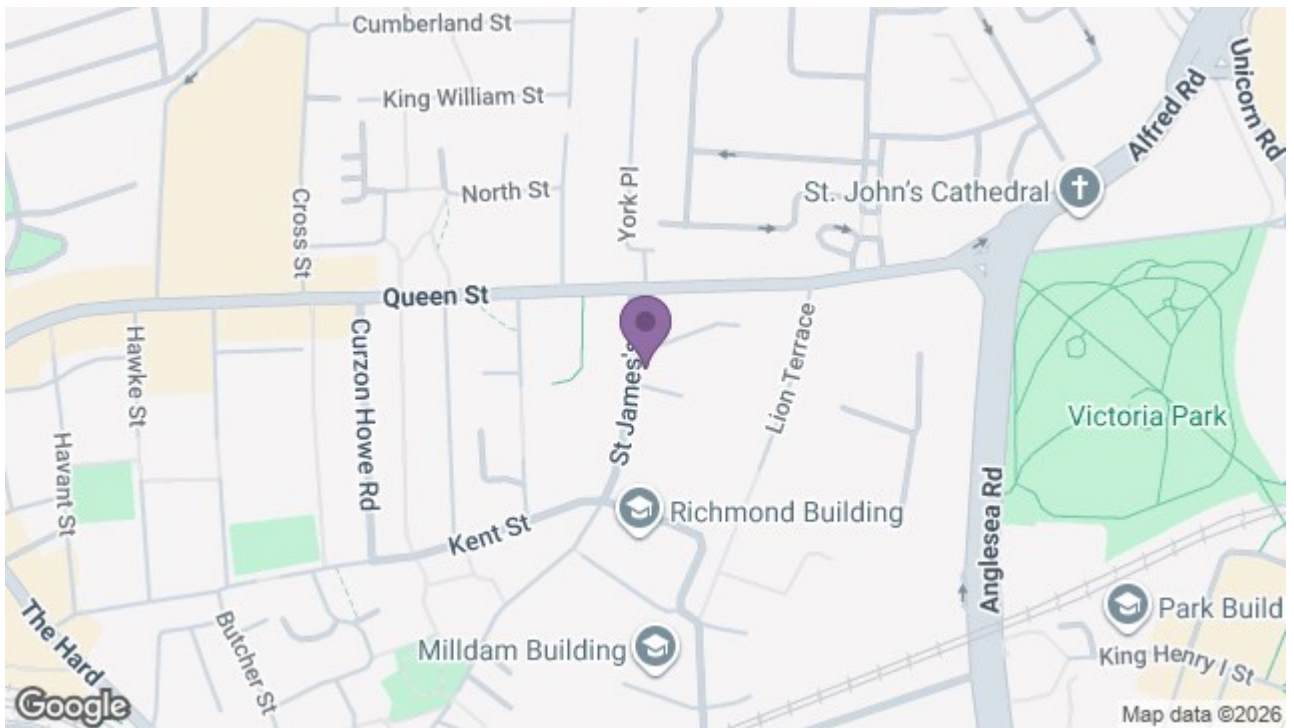 Cumberland St
King William St
North St
York Pl
Cross St
Queen St
St. John's Cathedral
Alfred Rd
Unicorn Rd
Hawke St
Havant St
Curzon Howe Rd
St James's
Lion Terrace
Victoria Park
Anglesea Rd
Richmond Building
Kent St
Milldam Building
Butcher St
The Hard
Park Build
King Henry I St
Google
Map data ©2026